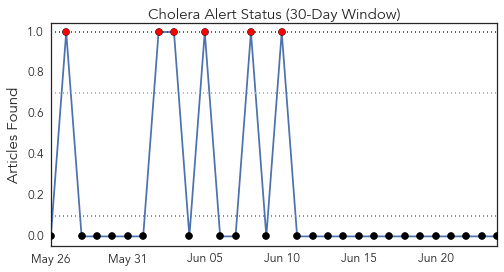 Cholera Alert Status (30-Day Window)
Articles Found
1.0
0.8
0.6
0.4
0.2
0.0
May 26
May 31
Jun 05
Jun 10
Jun 15
Jun 20